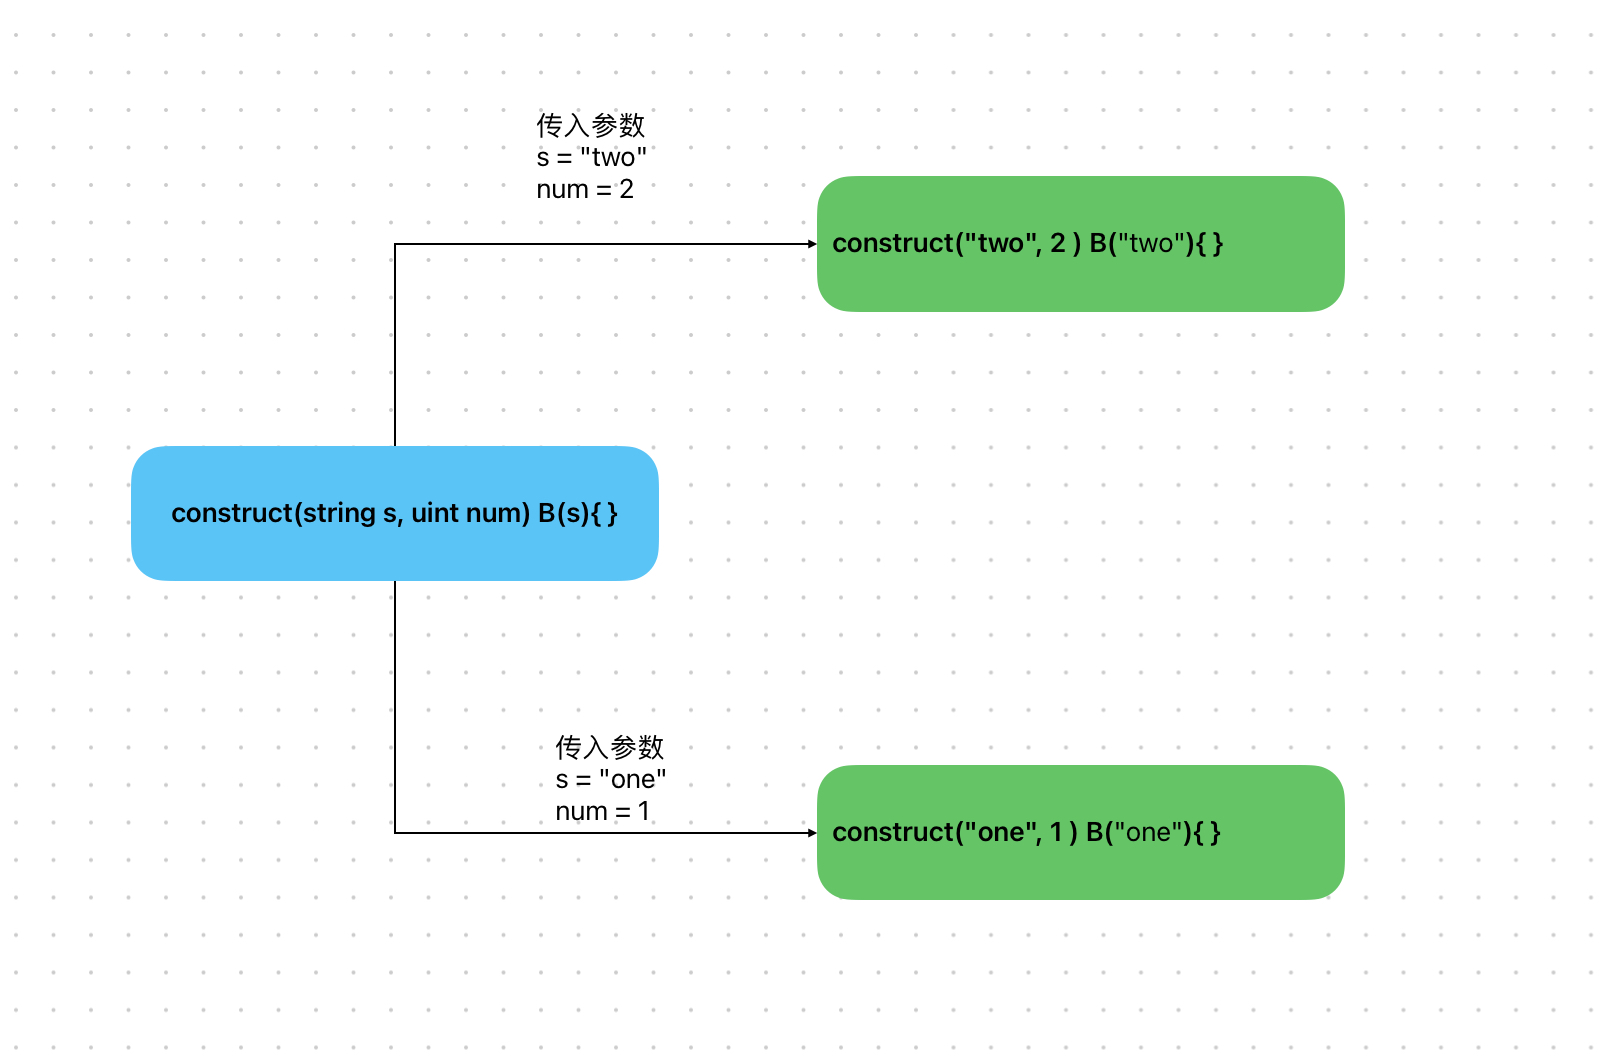 传入参数
s = "two"
num = 2
construct("two", 2 ) B("two"){ }
construct(string s, uint num) B(s){ }
传入参数
s = "one"
num = 1
construct("one", 1 ) B("one"){ }